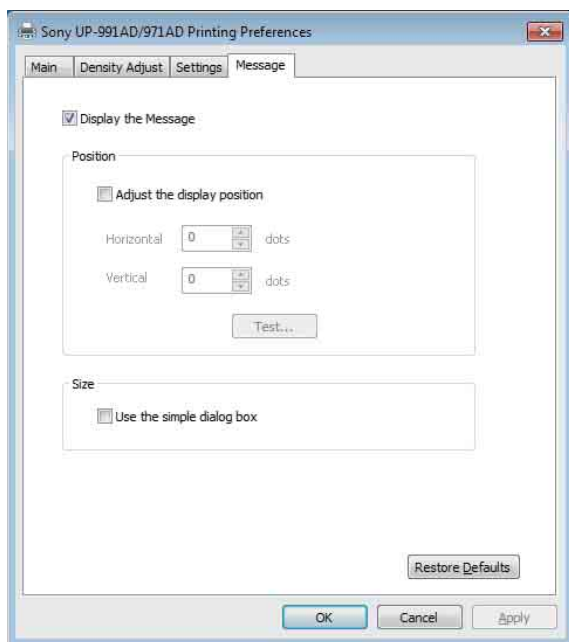 Sony UP-991AD/971AD Printing Preferences
Main Density Adjust Settings Message
Display the Message
Position
Adjust the display position
Horizontal 0 dots
Vertical 0 dots
Test...
Size
Use the simple dialog box
Restore Defaults
OK Cancel Apply